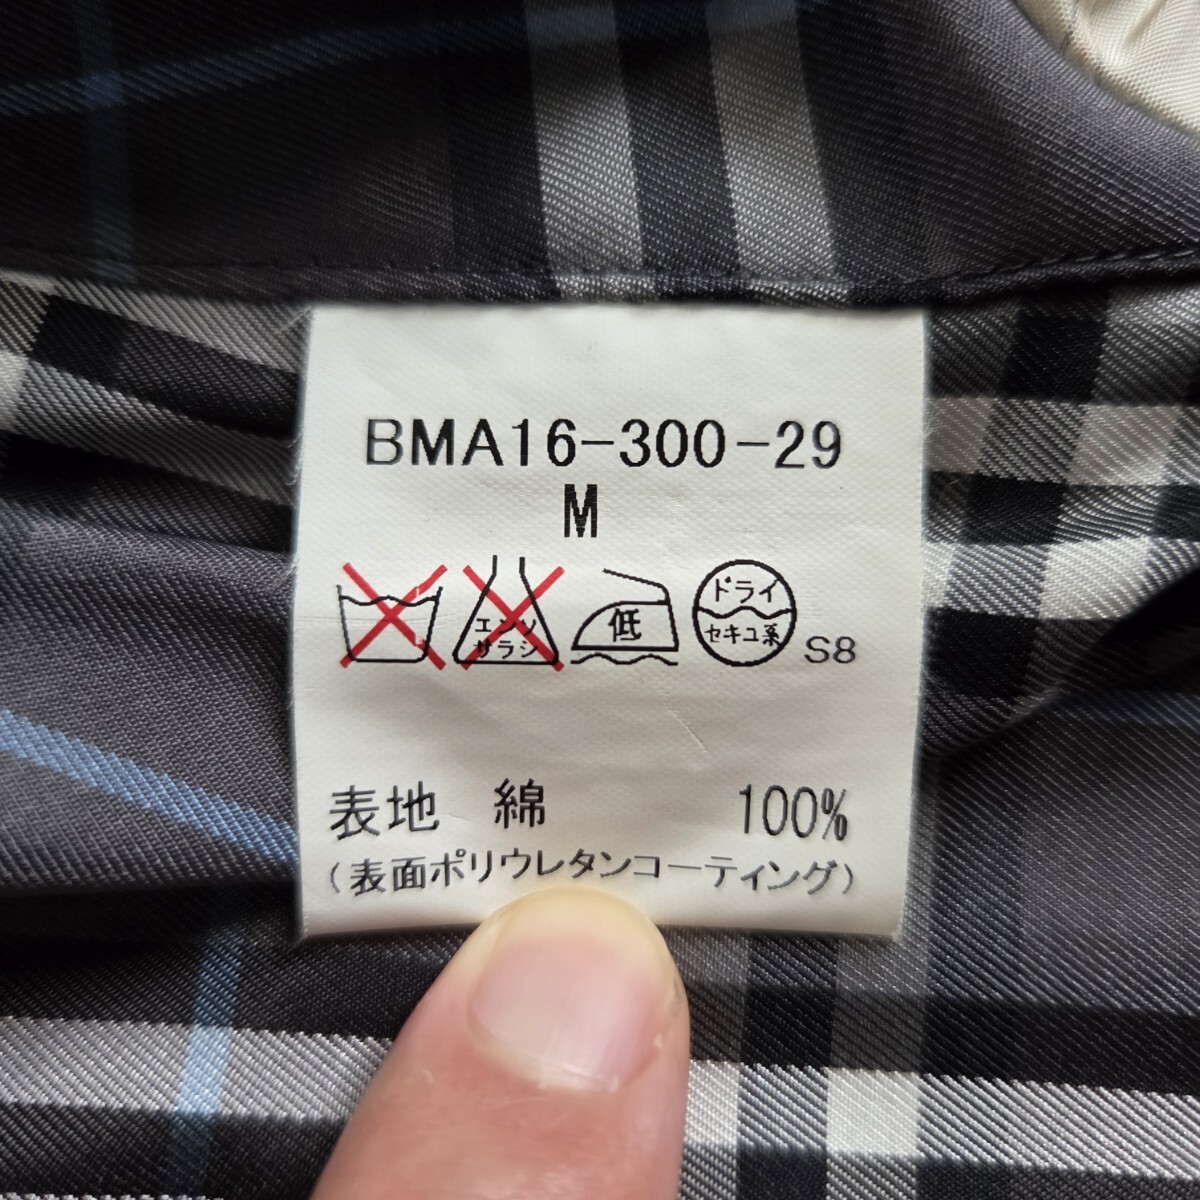 BMA16-300-29
M
エンソ
サラシ
低
ドライ
セキユ系
S8
表地 綿 100%
(表面ポリウレタンコーティング)